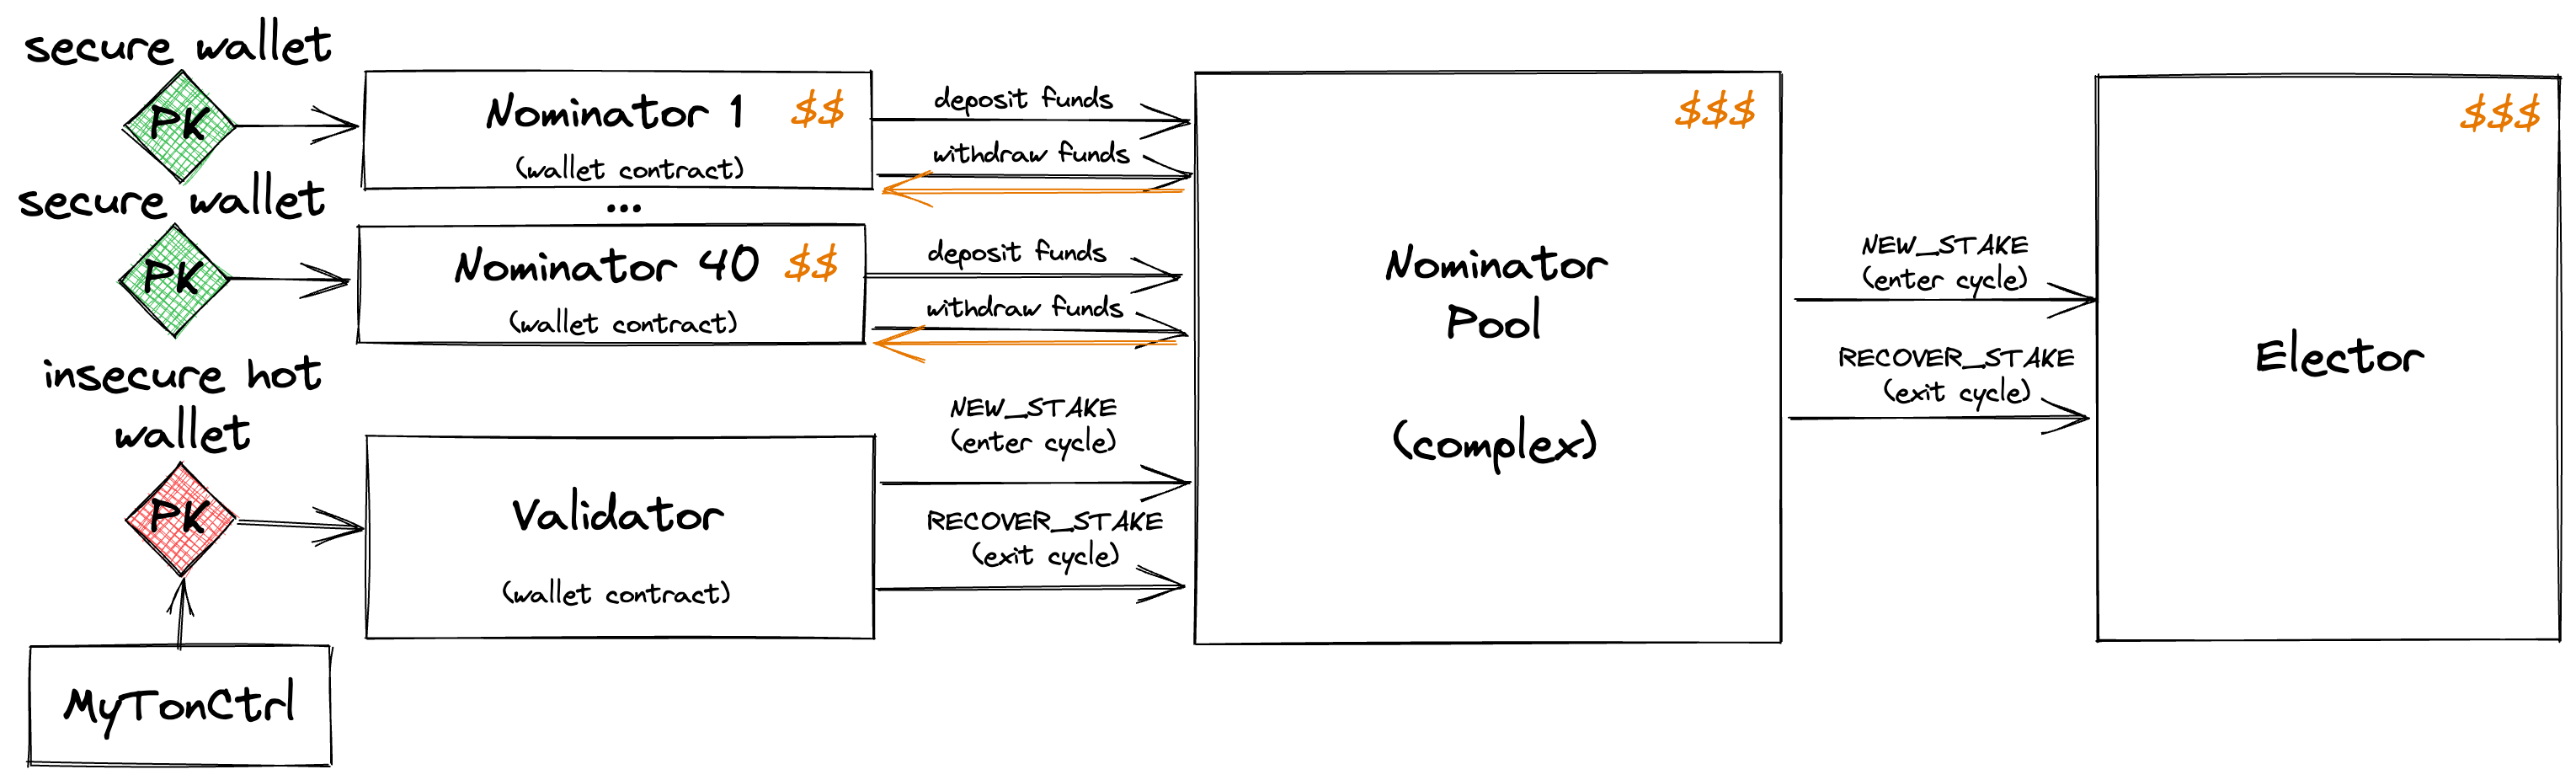 secure wallet
PK
Nominator 1 $$
(wallet contract)
deposit funds
withdraw funds
...
secure wallet
PK
Nominator 40 $$
(wallet contract)
deposit funds
withdraw funds
insecure hot
wallet
PK
Validator
(wallet contract)
MyTonCtrl
NEW_STAKE
(enter cycle)
RECOVER_STAKE
(exit cycle)
$$$
Nominator
Pool
(complex)
NEW_STAKE
(enter cycle)
RECOVER_STAKE
(exit cycle)
$$$
Elector